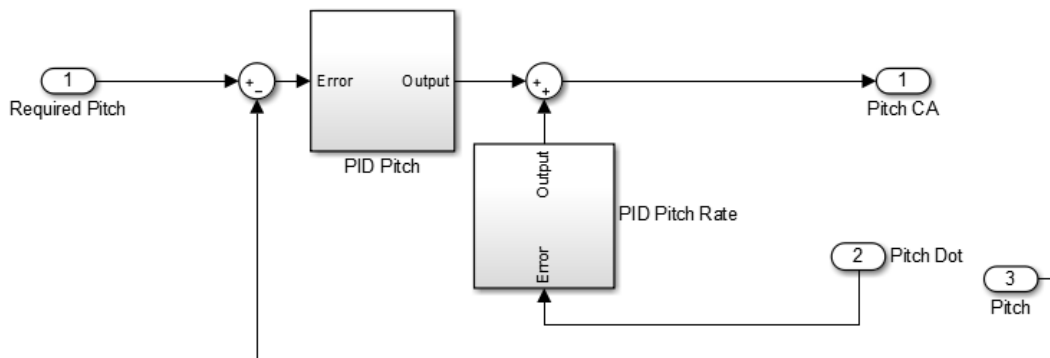 1
Required Pitch
+
−
Error
Output
PID Pitch
+
+
1
Pitch CA
Output
Error
PID Pitch Rate
2
Pitch Dot
3
Pitch